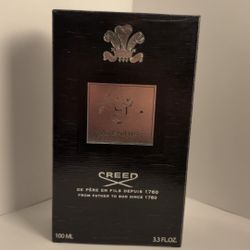 CREED
DE PÈRE EN FILS DEPUIS 1760
FROM FATHER TO SON SINCE 1760
100 ML 3.3 FL.OZ.